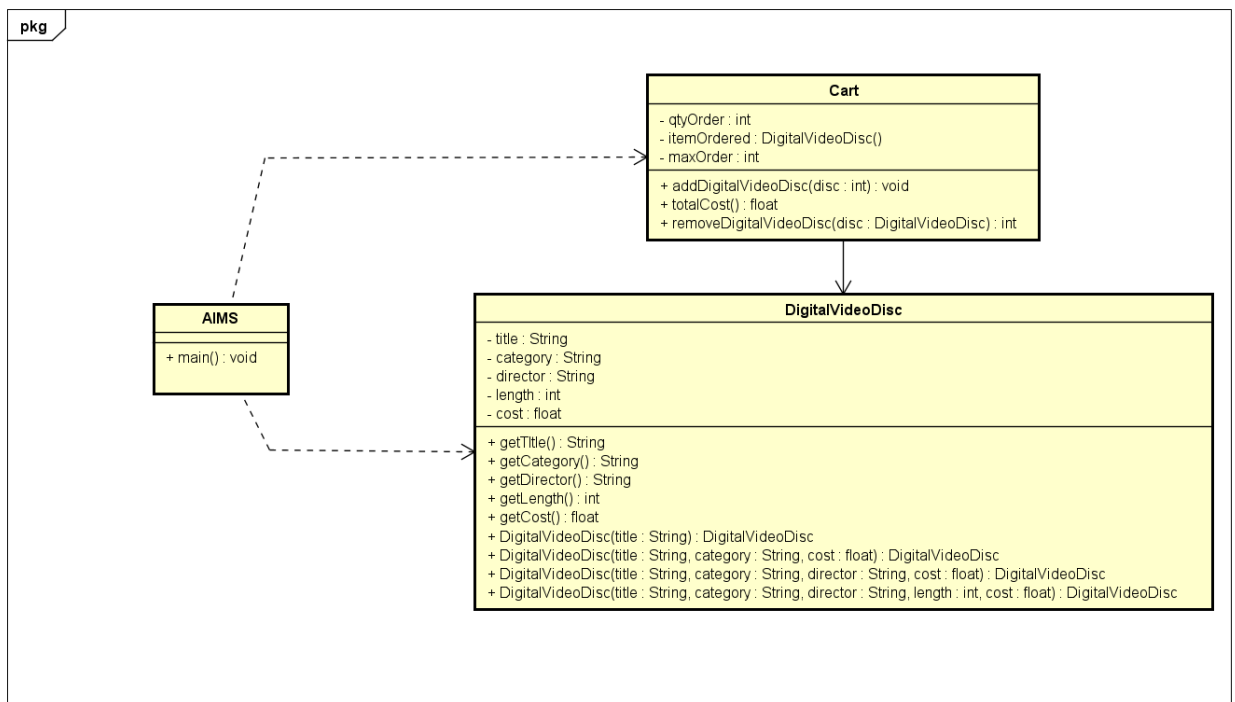 pkg
Cart
- qtyOrder : int
- itemOrdered : DigitalVideoDisc()
- maxOrder : int
+ addDigitalVideoDisc(disc : int) : void
+ totalCost() : float
+ removeDigitalVideoDisc(disc : DigitalVideoDisc) : int
AIMS
+ main() : void
DigitalVideoDisc
- title : String
- category : String
- director : String
- length : int
- cost : float
+ getTItle() : String
+ getCategory() : String
+ getDirector() : String
+ getLength() : int
+ getCost() : float
+ DigitalVideoDisc(title : String) : DigitalVideoDisc
+ DigitalVideoDisc(title : String, category : String, cost : float) : DigitalVideoDisc
+ DigitalVideoDisc(title : String, category : String, director : String, cost : float) : DigitalVideoDisc
+ DigitalVideoDisc(title : String, category : String, director : String, length : int, cost : float) : DigitalVideoDisc